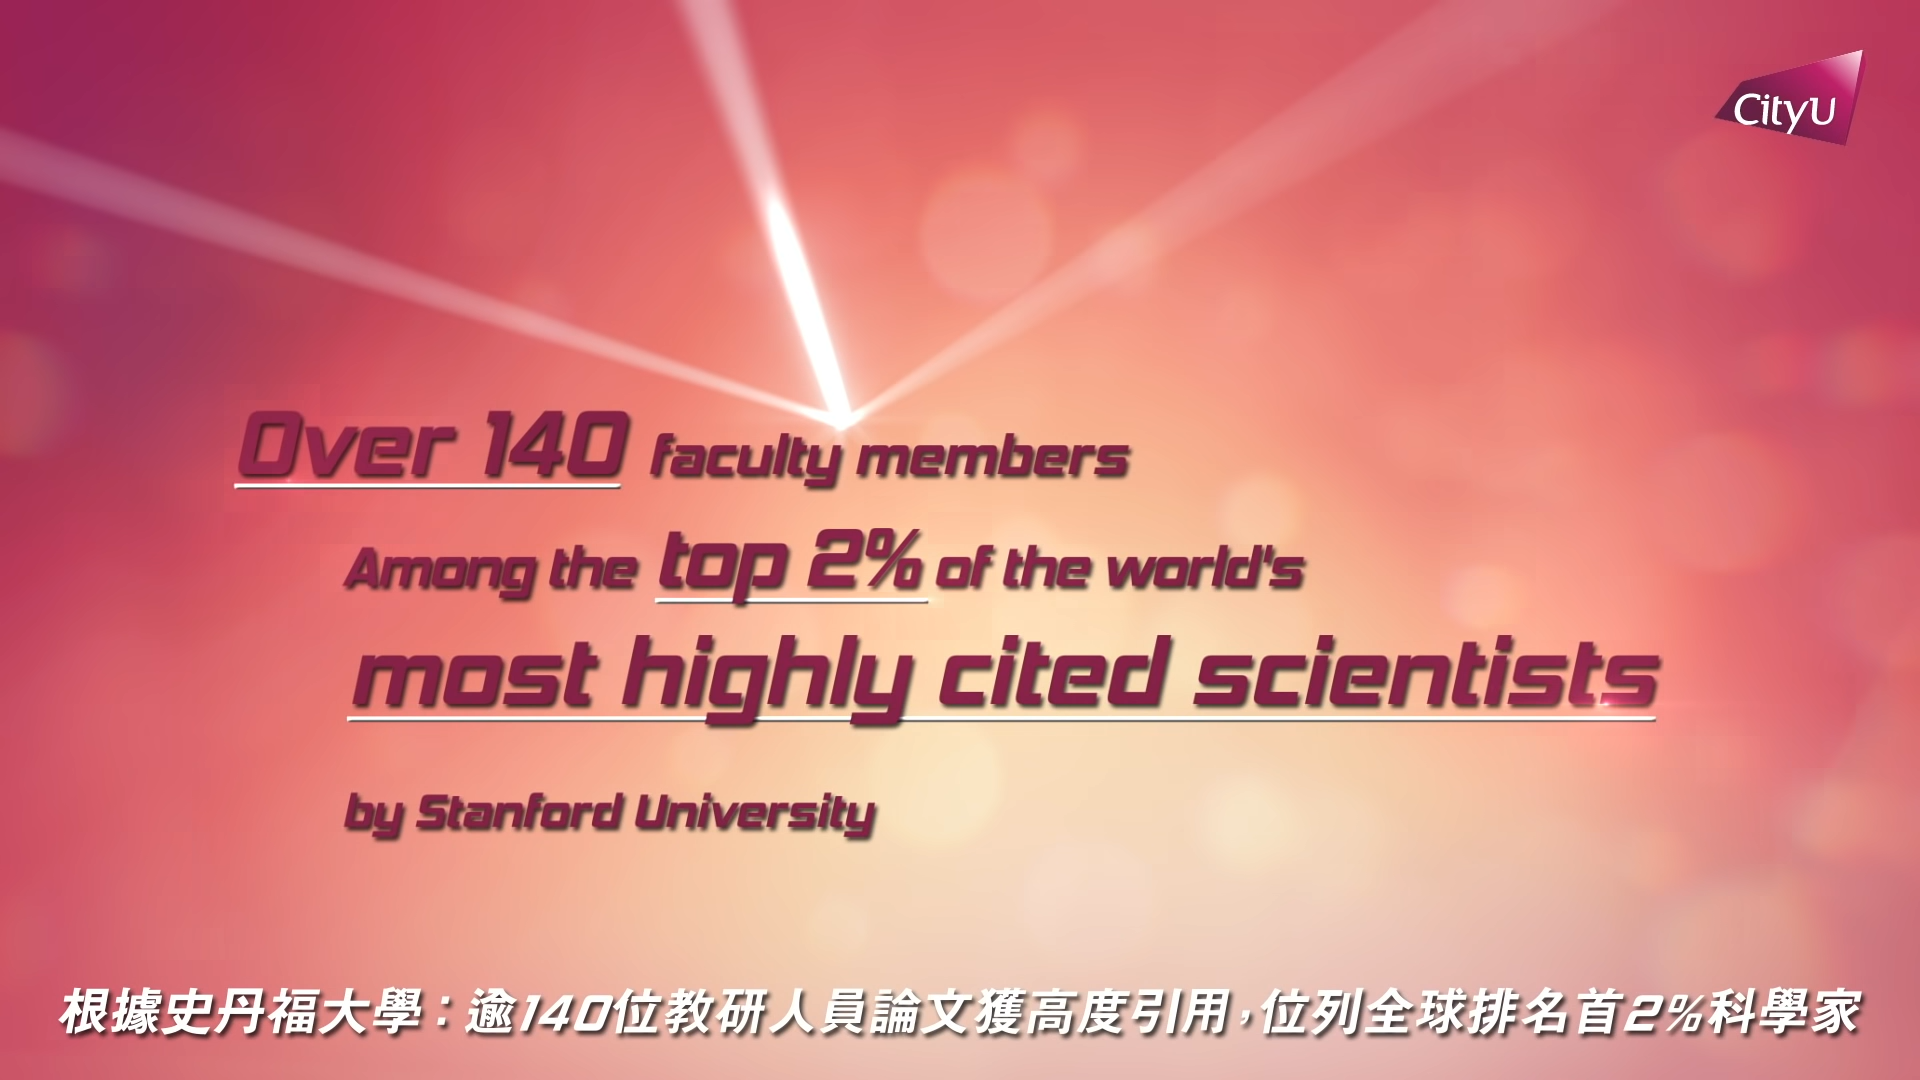 CityU
Over 140 faculty members
Among the top 2% of the world's
most highly cited scientists
by Stanford University
根據史丹福大學：逾140位教研人員論文獲高度引用，位列全球排名首2%科學家